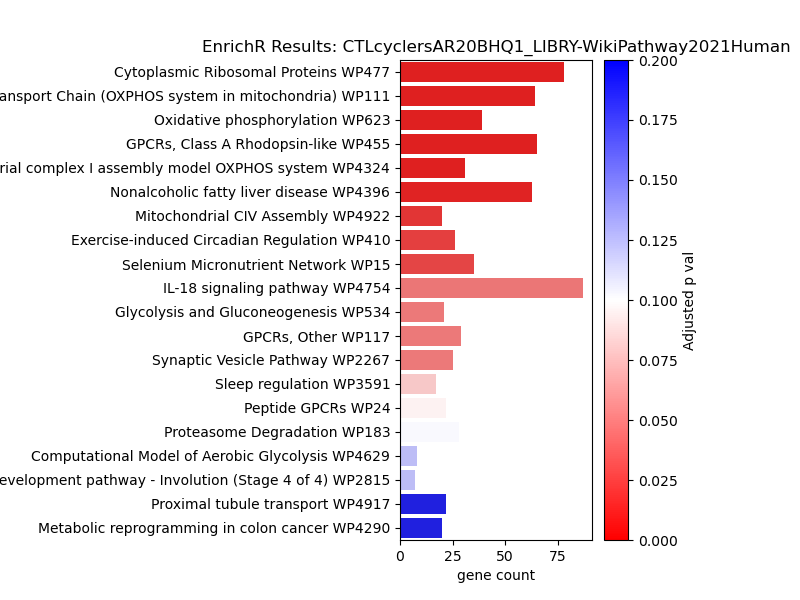 EnrichR Results: CTLcyclersAR20BHQ1_LIBRY-WikiPathway2021Human
Cytoplasmic Ribosomal Proteins WP477
ansport Chain (OXPHOS system in mitochondria) WP111
Oxidative phosphorylation WP623
GPCRs, Class A Rhodopsin-like WP455
rial complex I assembly model OXPHOS system WP4324
Nonalcoholic fatty liver disease WP4396
Mitochondrial CIV Assembly WP4922
Exercise-induced Circadian Regulation WP410
Selenium Micronutrient Network WP15
IL-18 signaling pathway WP4754
Glycolysis and Gluconeogenesis WP534
GPCRs, Other WP117
Synaptic Vesicle Pathway WP2267
Sleep regulation WP3591
Peptide GPCRs WP24
Proteasome Degradation WP183
Computational Model of Aerobic Glycolysis WP4629
evelopment pathway - Involution (Stage 4 of 4) WP2815
Proximal tubule transport WP4917
Metabolic reprogramming in colon cancer WP4290
0 25 50 75
gene count
0.200
0.175
0.150
0.125
0.100
0.075
0.050
0.025
0.000
Adjusted p val